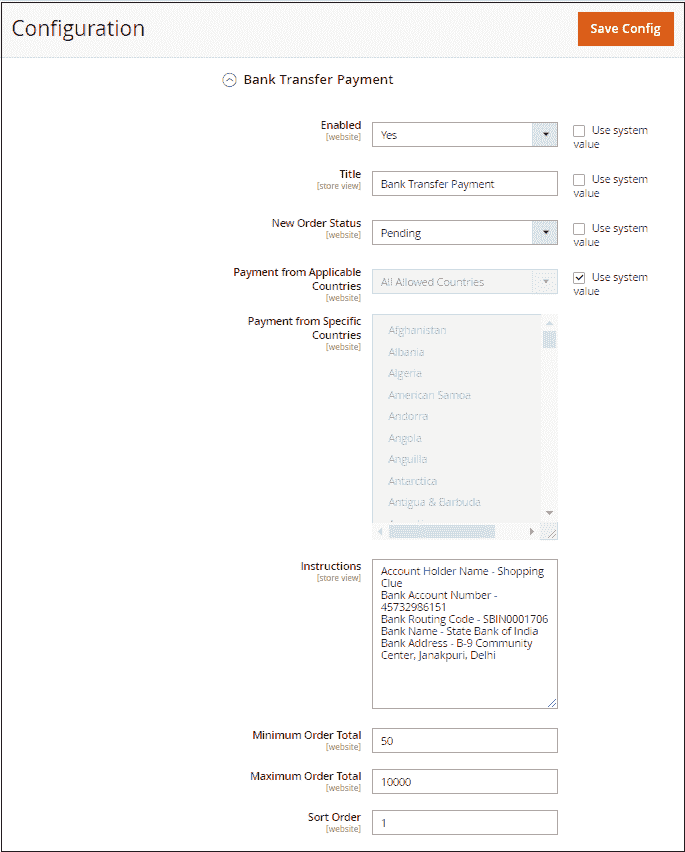 Configuration
Save Config
Bank Transfer Payment
Enabled
[website]
Yes
Use system
value
Title
[store view]
Bank Transfer Payment
Use system
value
New Order Status
[website]
Pending
Use system
value
Payment from Applicable
Countries
[website]
All Allowed Countries
Use system
value
Payment from Specific
Countries
[website]
Afghanistan
Albania
Algeria
American Samoa
Andorra
Angola
Anguilla
Antarctica
Antigua & Barbuda
Instructions
[store view]
Account Holder Name - Shopping
Clue
Bank Account Number -
45732986151
Bank Routing Code - SBIN0001706
Bank Name - State Bank of India
Bank Address - B-9 Community
Center, Janakpuri, Delhi
Minimum Order Total
[website]
50
Maximum Order Total
[website]
10000
Sort Order
[website]
1